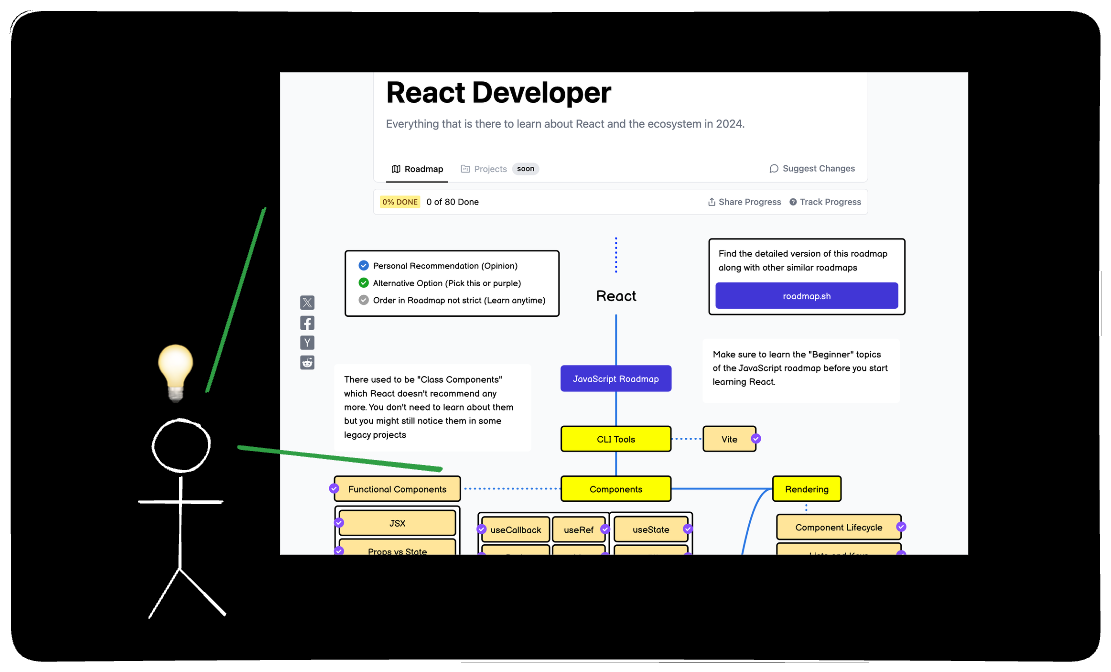 React Developer
Everything that is there to learn about React and the ecosystem in 2024.
Roadmap
Projects soon
Suggest Changes
0% DONE 0 of 80 Done
Share Progress
Track Progress
Personal Recommendation (Opinion)
Alternative Option (Pick this or purple)
Order in Roadmap not strict (Learn anytime)
React
Find the detailed version of this roadmap
along with other similar roadmaps
roadmap.sh
There used to be "Class Components"
which React doesn't recommend any
more. You don't need to learn about them
but you might still notice them in some
legacy projects
JavaScript Roadmap
Make sure to learn the "Beginner" topics
of the JavaScript roadmap before you start
learning React.
CLI Tools
Vite
Functional Components
Components
Rendering
JSX
Props vs State
useCallback
useRef
useState
Component Lifecycle
Lists and Keys